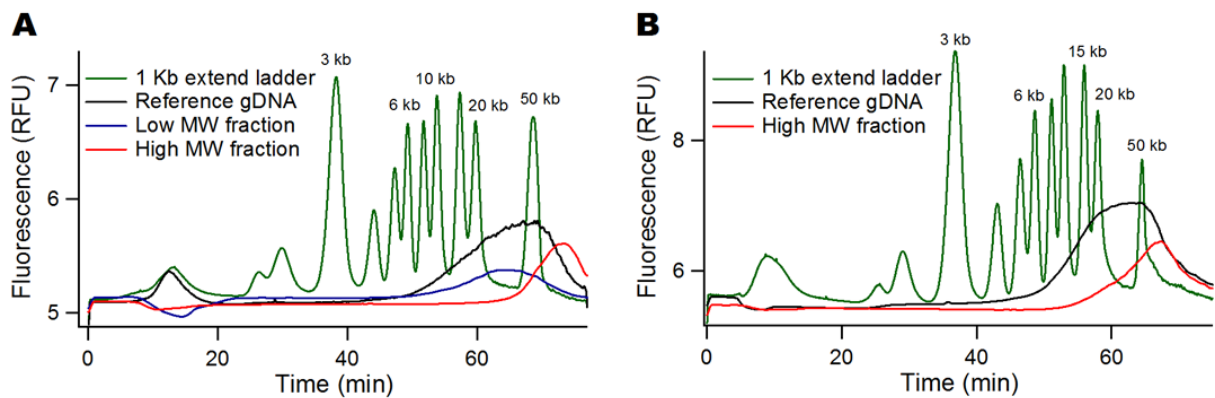 A
7
6
5
Fluorescence (RFU)
1 Kb extend ladder
Reference gDNA
Low MW fraction
High MW fraction
3 kb
6 kb
10 kb
20 kb
50 kb
0
20
40
60
Time (min)
B
8
6
Fluorescence (RFU)
1 Kb extend ladder
Reference gDNA
High MW fraction
3 kb
6 kb
15 kb
20 kb
50 kb
0
20
40
60
Time (min)